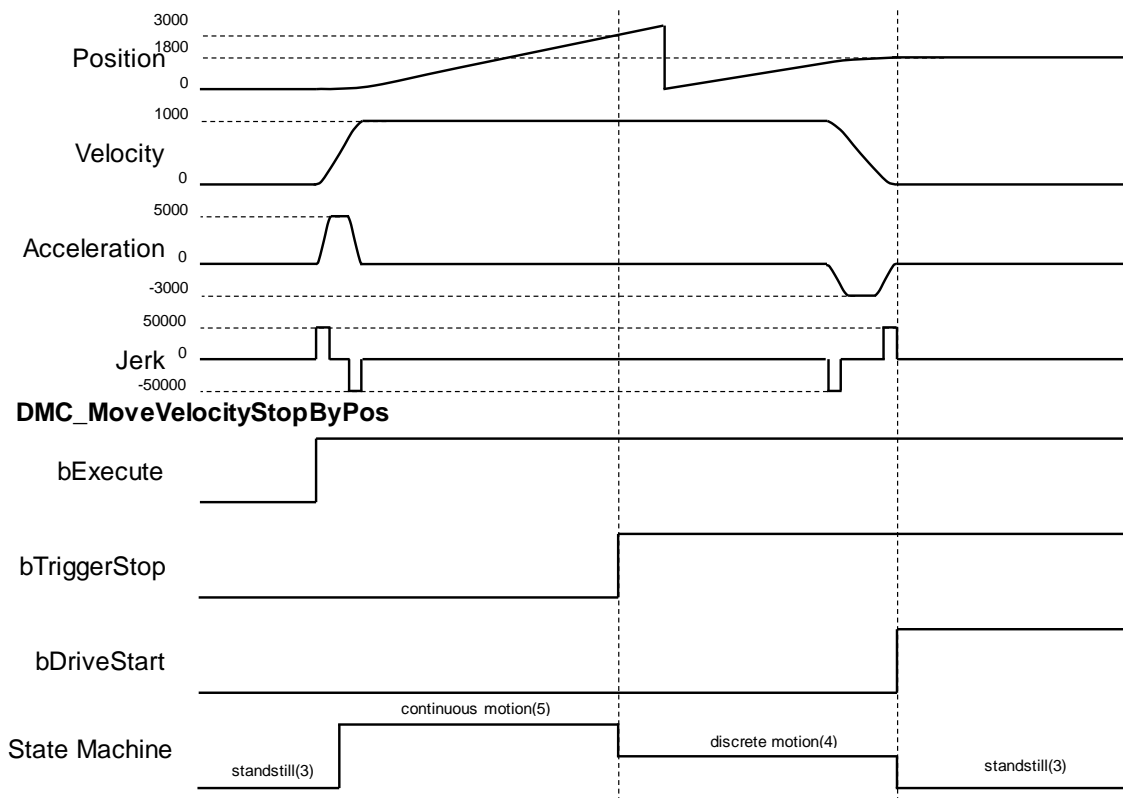 3000
Position
1800
0
1000
Velocity
0
5000
Acceleration
0
-3000
50000
Jerk
0
-50000
DMC_MoveVelocityStopByPos
bExecute
bTriggerStop
bDriveStart
State Machine
continuous motion(5)
discrete motion(4)
standstill(3)
standstill(3)